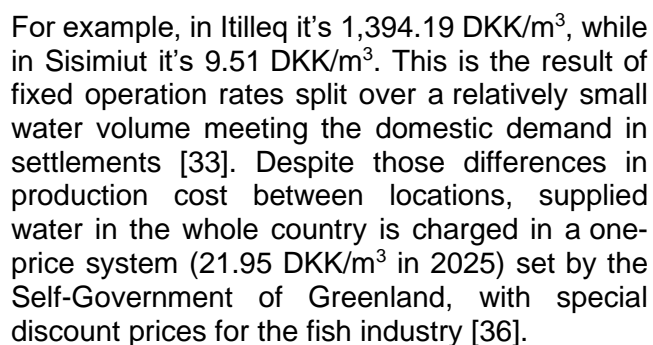 For example, in Itilleq it's 1,394.19 DKK/m³, while
in Sisimiut it's 9.51 DKK/m³. This is the result of
fixed operation rates split over a relatively small
water volume meeting the domestic demand in
settlements [33]. Despite those differences in
production cost between locations, supplied
water in the whole country is charged in a one-
price system (21.95 DKK/m³ in 2025) set by the
Self-Government of Greenland, with special
discount prices for the fish industry [36].